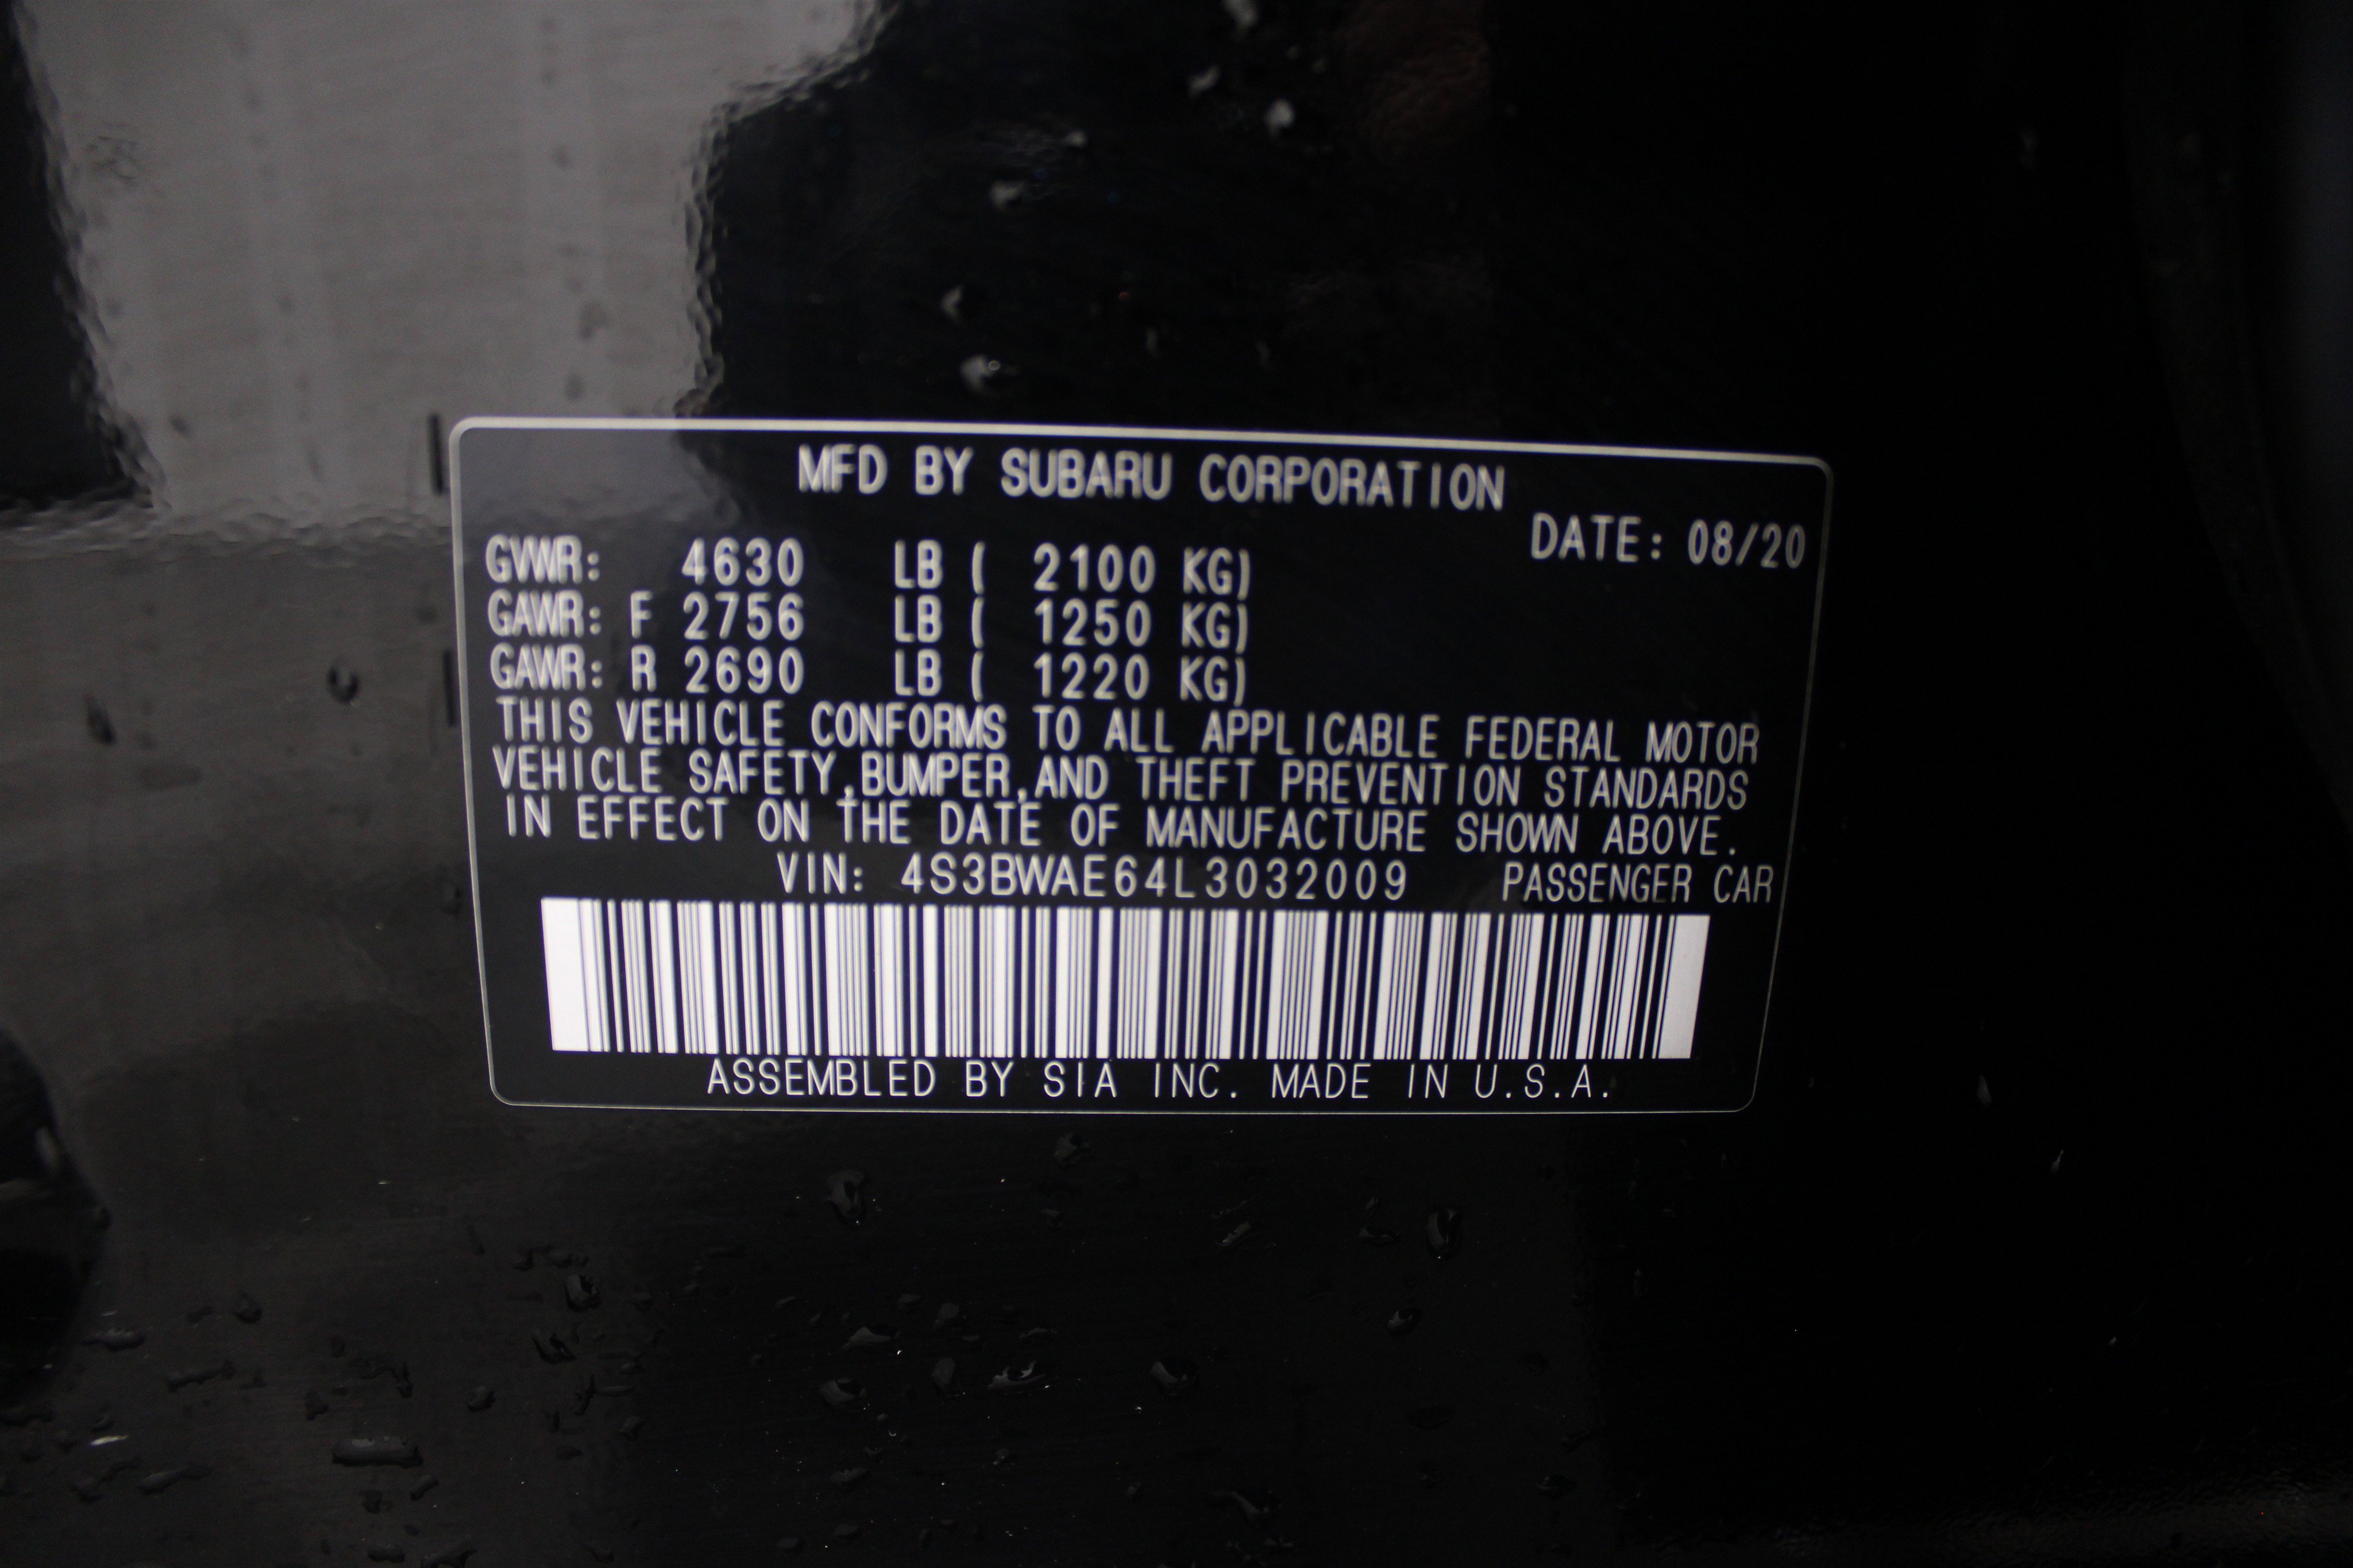 MFD BY SUBARU CORPORATION
DATE: 08/20
GVWR: 4630 LB ( 2100 KG)
GAWR: F 2756 LB ( 1250 KG)
GAWR: R 2690 LB ( 1220 KG)
THIS VEHICLE CONFORMS TO ALL APPLICABLE FEDERAL MOTOR
VEHICLE SAFETY,BUMPER,AND THEFT PREVENTION STANDARDS
IN EFFECT ON THE DATE OF MANUFACTURE SHOWN ABOVE.
VIN: 4S3BWAE64L3032009 PASSENGER CAR
ASSEMBLED BY SIA INC. MADE IN U.S.A.